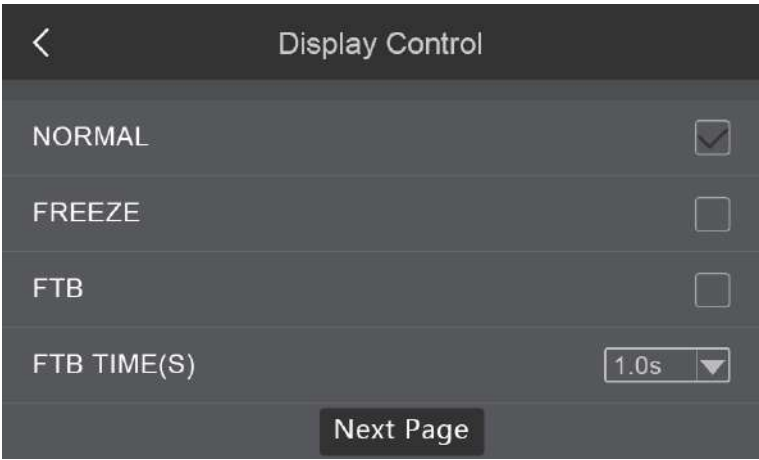 Display Control
NORMAL
FREEZE
FTB
FTB TIME(S) 1.0s
Next Page